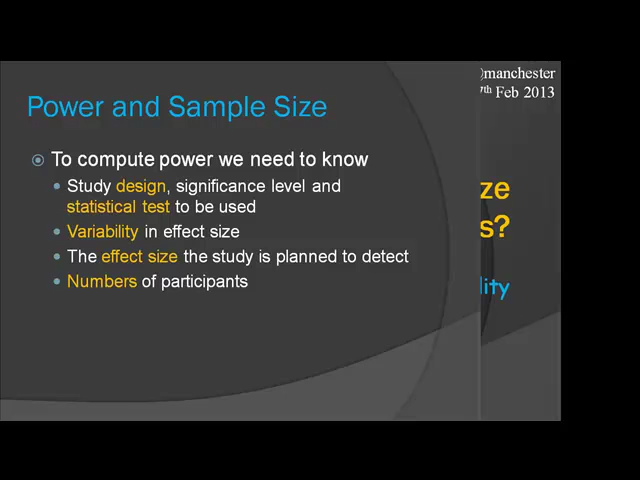 Power and Sample Size
To compute power we need to know
Study design, significance level and
statistical test to be used
Variability in effect size
The effect size the study is planned to detect
Numbers of participants
manchester
7th Feb 2013
ze
s?
lity